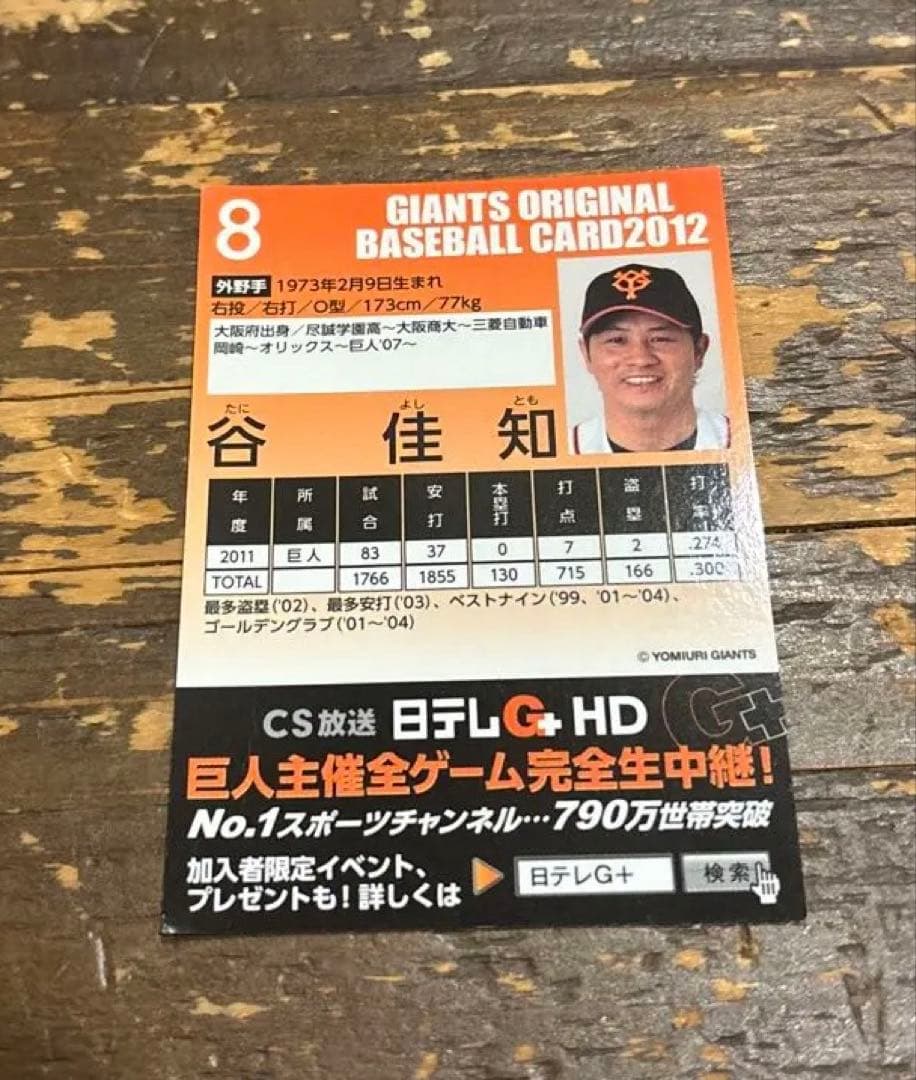 8
GIANTS ORIGINAL
BASEBALL CARD2012
外野手 1973年2月9日生まれ
右投/右打/O型/173cm/77kg
大阪府出身/尽誠学園高〜大阪商大〜三菱自動車
岡崎〜オリックス〜巨人'07〜
たに よし とも
谷 佳 知
年度 所属 試合 安打 本塁打 打点 盗塁 打率
2011 巨人 83 37 0 7 2 .274
TOTAL 1766 1855 130 715 166 .300
最多盗塁('02)、最多安打('03)、ベストナイン('99、'01〜'04)、
ゴールデングラブ('01〜'04)
© YOMIURI GIANTS
CS放送 日テレG+ HD
巨人主催全ゲーム完全生中継!
No.1スポーツチャンネル…790万世帯突破
加入者限定イベント、
プレゼントも!詳しくは
日テレG+ 検索